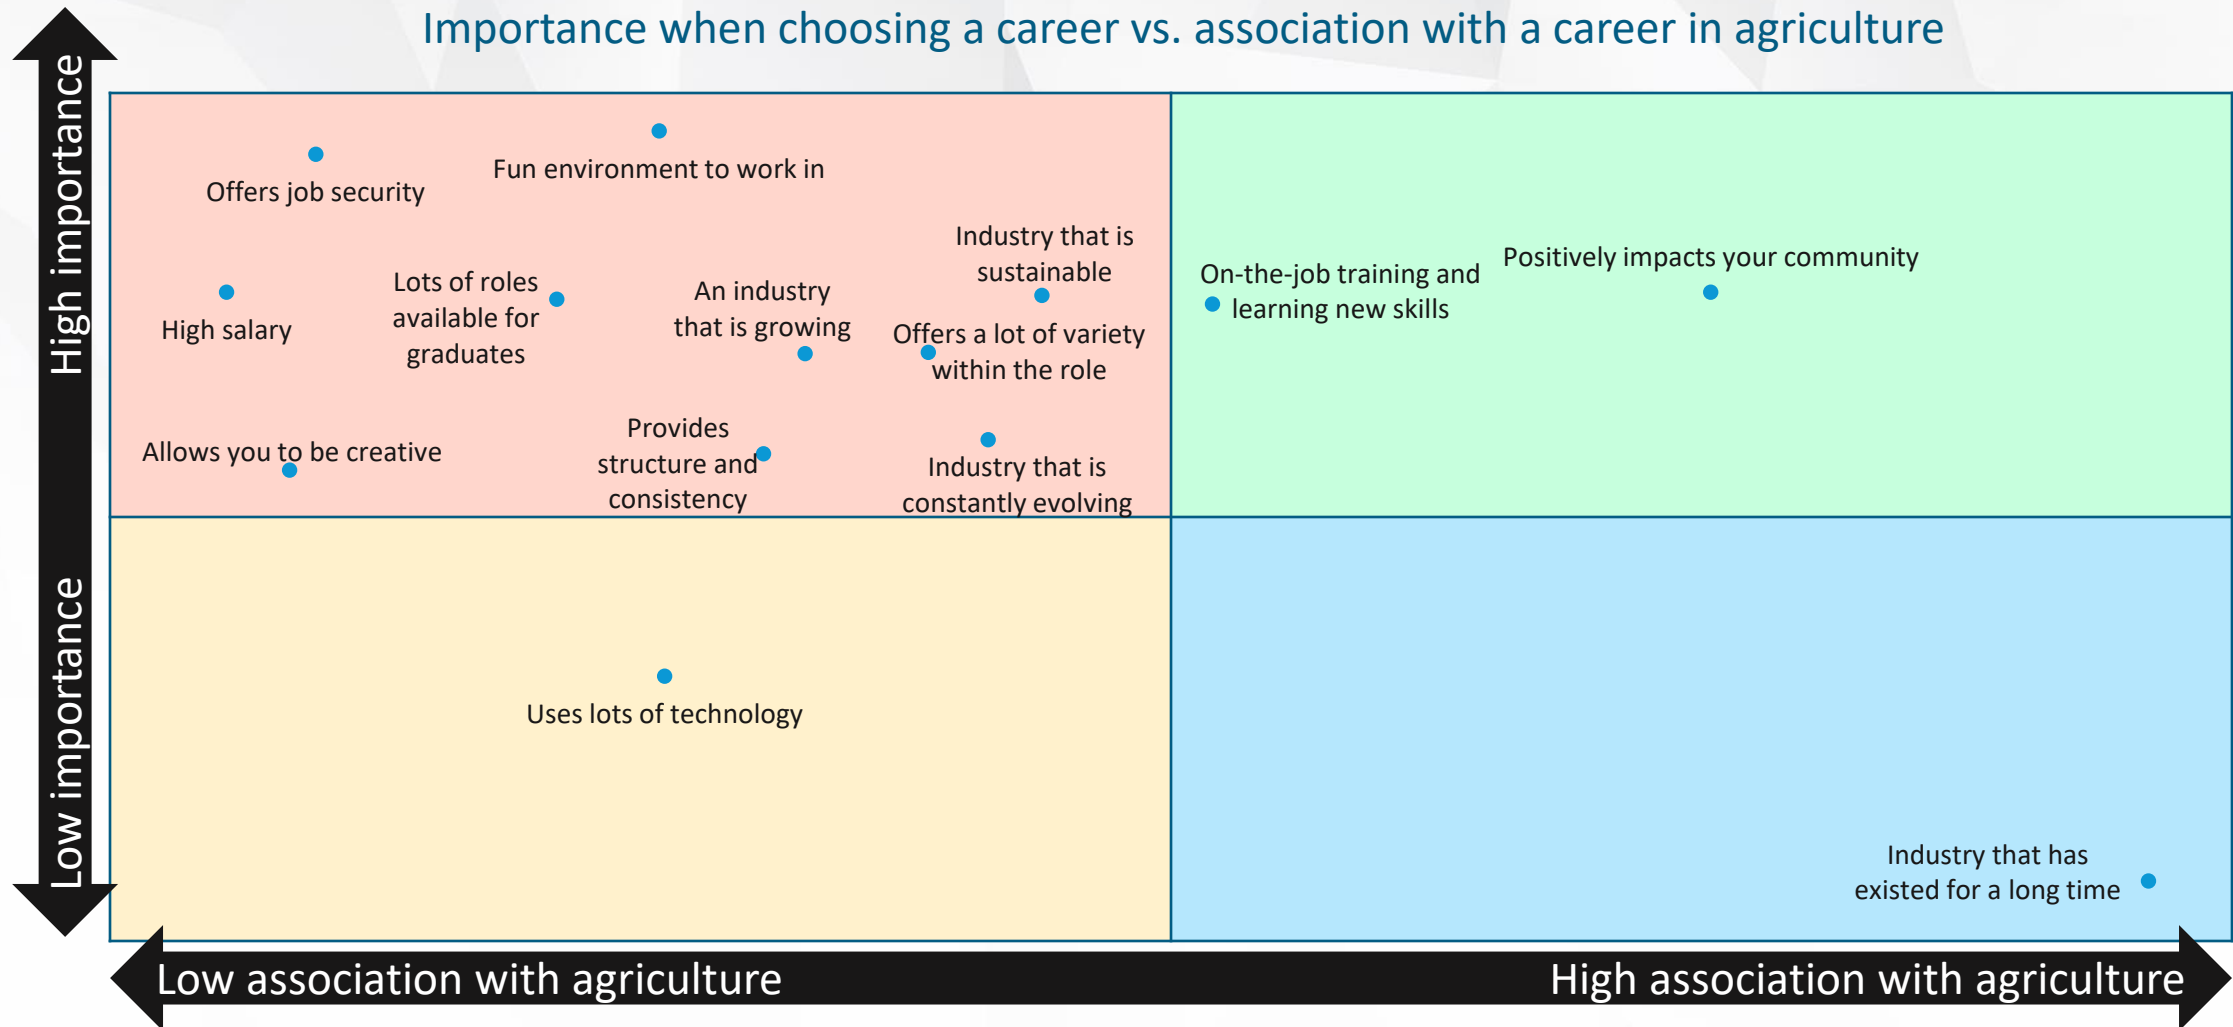 Importance when choosing a career vs. association with a career in agriculture
High importance
Low importance
Fun environment to work in
Offers job security
Industry that is
sustainable
High salary
Lots of roles
available for
graduates
An industry
that is growing
Offers a lot of variety
within the role
Allows you to be creative
Provides
structure and
consistency
Industry that is
constantly evolving
On-the-job training and
learning new skills
Positively impacts your community
Uses lots of technology
Industry that has
existed for a long time
Low association with agriculture
High association with agriculture